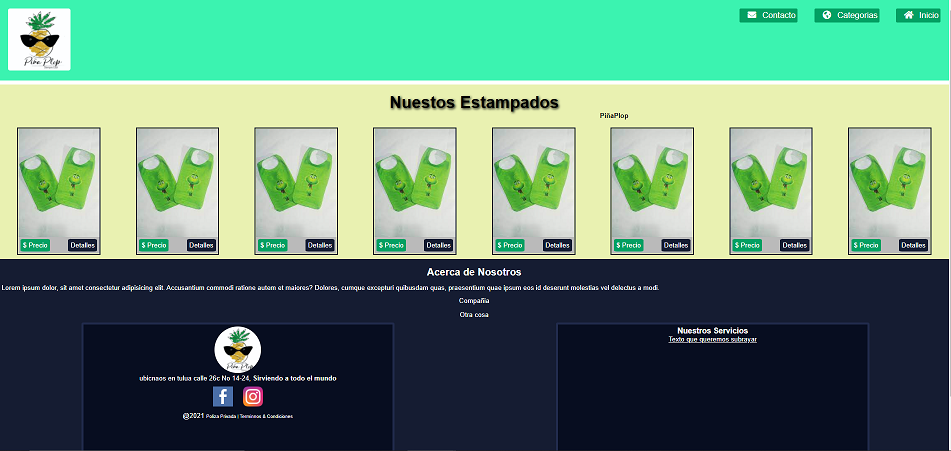 Piña Plop
Contacto
Categorias
Inicio
Nuestos Estampados
PiñaPlop
$ Precio Detalles
$ Precio Detalles
$ Precio Detalles
$ Precio Detalles
$ Precio Detalles
$ Precio Detalles
$ Precio Detalles
$ Precio Detalles
Acerca de Nosotros
Lorem ipsum dolor, sit amet consectetur adipisicing elit. Accusantium commodi ratione autem et maiores? Dolores, cumque excepturi quibusdam quas, praesentium quae ipsum eos id deserunt molestias vel delectus a modi.
Compañia
Otra cosa
Piña Plop
ubicnaos en tulua calle 26c No 14-24, Sirviendo a todo el mundo
@2021 Poliza Privada | Terminnos & Condiciones
Nuestros Servicios
Texto que queremos subrayar